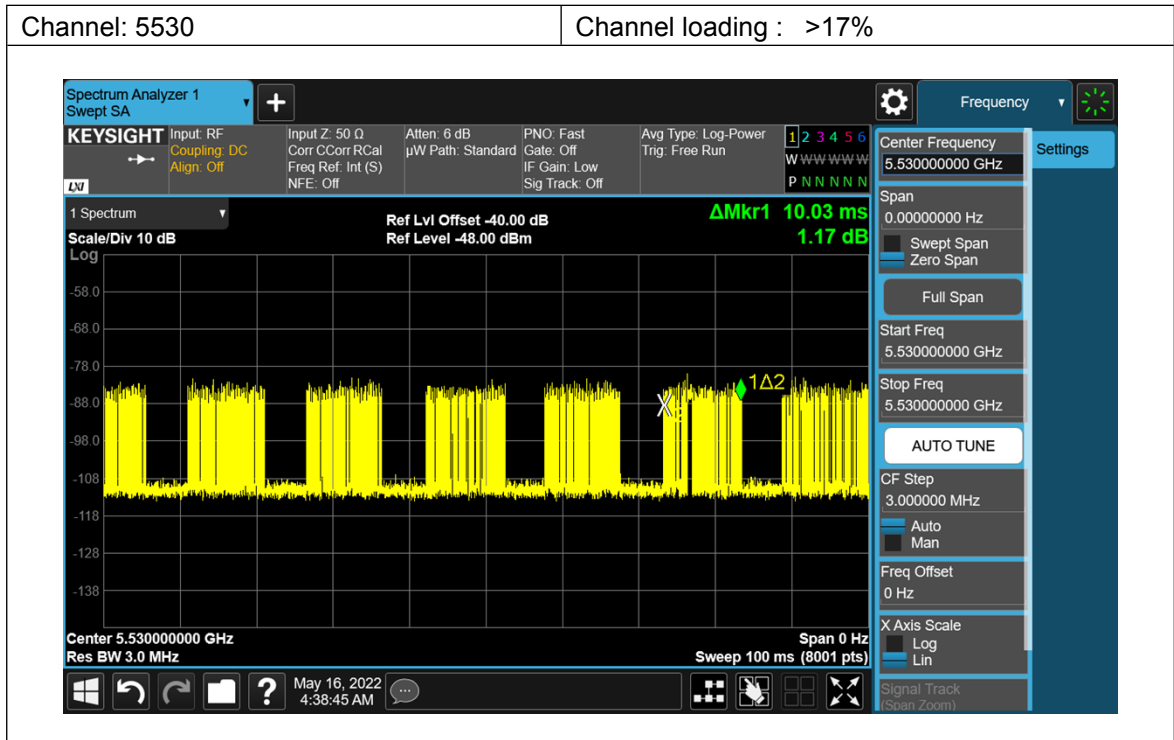 Channel: 5530
Channel loading :   >17%
Spectrum Analyzer 1
Swept SA
Frequency
KEYSIGHT
LXI
Input: RF
Coupling: DC
Align: Off
Input Z: 50 Ω
Corr CCorr RCal
Freq Ref: Int (S)
NFE: Off
Atten: 6 dB
µW Path: Standard
PNO: Fast
Gate: Off
IF Gain: Low
Sig Track: Off
Avg Type: Log-Power
Trig: Free Run
1 2 3 4 5 6
W W W W W W
P N N N N N
1 Spectrum
Scale/Div 10 dB
Log
Ref Lvl Offset -40.00 dB
Ref Level -48.00 dBm
ΔMkr1 10.03 ms
1.17 dB
-58.0
-68.0
-78.0
-88.0
-98.0
-108
-118
-128
-138
1Δ2
Center 5.530000000 GHz
Res BW 3.0 MHz
Span 0 Hz
Sweep 100 ms (8001 pts)
Center Frequency
5.530000000 GHz
Settings
Span
0.00000000 Hz
Swept Span
Zero Span
Full Span
Start Freq
5.530000000 GHz
Stop Freq
5.530000000 GHz
AUTO TUNE
CF Step
3.000000 MHz
Auto
Man
Freq Offset
0 Hz
X Axis Scale
Log
Lin
Signal Track
(Span Zoom)
May 16, 2022
4:38:45 AM